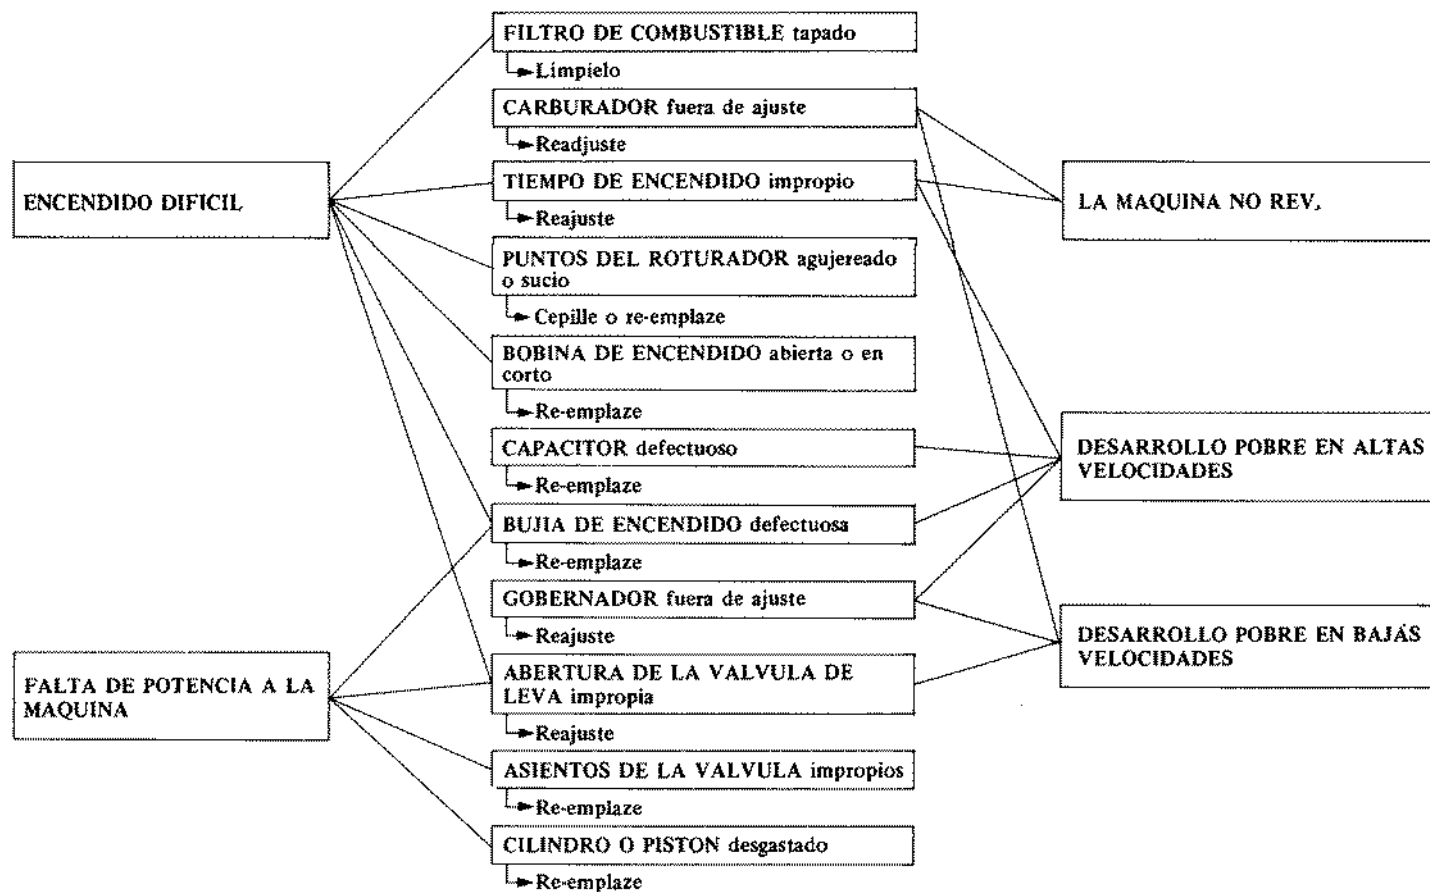 FILTRO DE COMBUSTIBLE tapado
Límpielo
CARBURADOR fuera de ajuste
Readjuste
ENCENDIDO DIFICIL
TIEMPO DE ENCENDIDO impropio
Reajuste
LA MAQUINA NO REV.
PUNTOS DEL ROTURADOR agujereado
o sucio
Cepille o re-emplaze
BOBINA DE ENCENDIDO abierta o en
corto
Re-emplaze
CAPACITOR defectuoso
Re-emplaze
DESARROLLO POBRE EN ALTAS
VELOCIDADES
BUJIA DE ENCENDIDO defectuosa
Re-emplaze
GOBERNADOR fuera de ajuste
Reajuste
DESARROLLO POBRE EN BAJAS
VELOCIDADES
FALTA DE POTENCIA A LA
MAQUINA
ABERTURA DE LA VALVULA DE
LEVA impropia
Reajuste
ASIENTOS DE LA VALVULA impropios
Re-emplaze
CILINDRO O PISTON desgastado
Re-emplaze